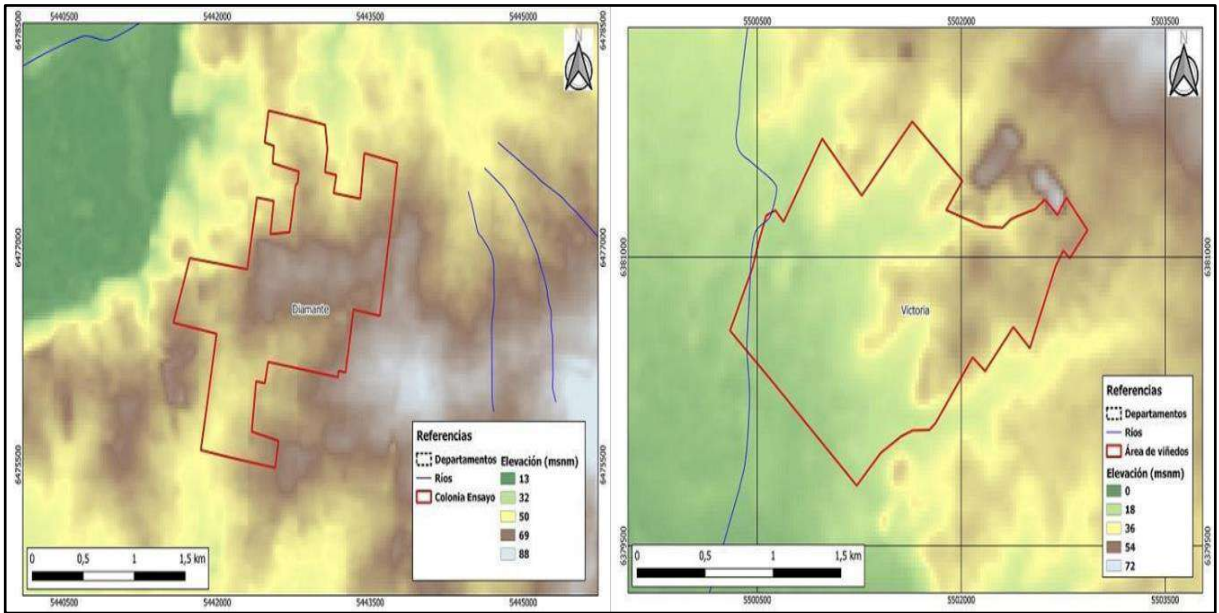 5440500 5442000 5443500 5445000
6478500 6478500
N
6477000 6477000
Diamante
6475500 6475500
Referencias
Departamentos
Ríos
Colonia Ensayo
Elevación (msnm)
13
32
50
69
88
0 0,5 1 1,5 km
5440500 5442000 5443500 5445000
5500500 5502000 5503500
N
6381000 6381000
Victoria
6379500 6379500
Referencias
Departamentos
Ríos
Área de viñedos
Elevación (msnm)
0
18
36
54
72
0 0,5 1 1,5 km
5500500 5502000 5503500